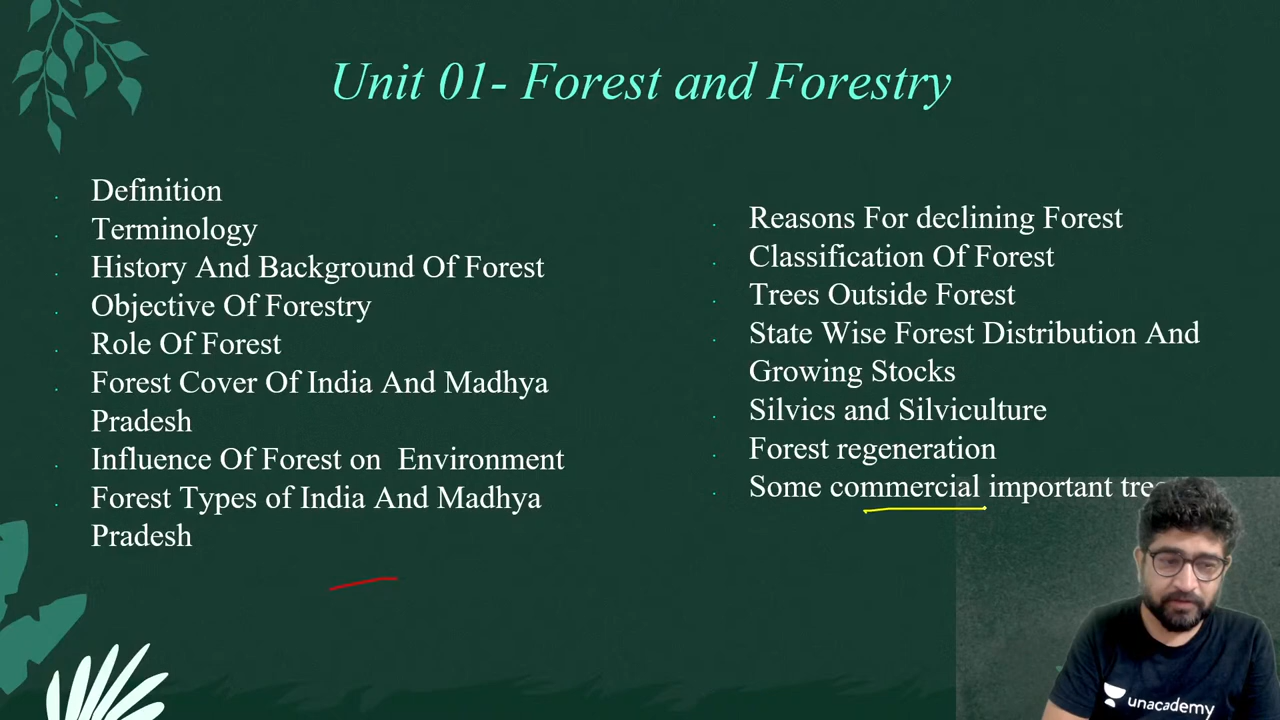 Unit 01- Forest and Forestry
Definition
Terminology
History And Background Of Forest
Objective Of Forestry
Role Of Forest
Forest Cover Of India And Madhya
Pradesh
Influence Of Forest on Environment
Forest Types of India And Madhya
Pradesh
Reasons For declining Forest
Classification Of Forest
Trees Outside Forest
State Wise Forest Distribution And
Growing Stocks
Silvics and Silviculture
Forest regeneration
Some commercial important
unacademy